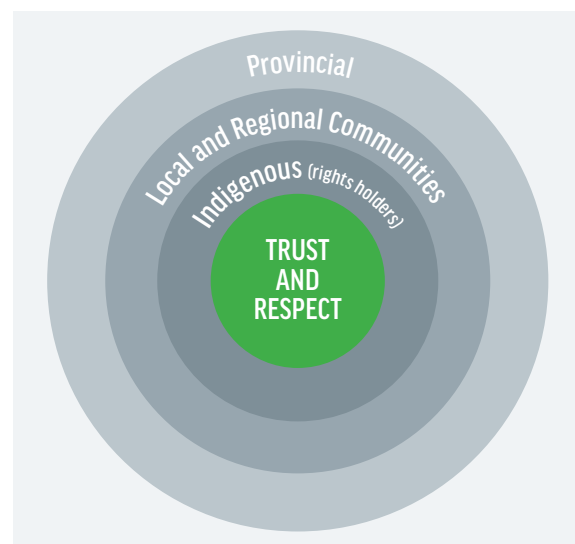 Provincial
Local and Regional Communities
Indigenous (rights holders)
TRUST
AND
RESPECT